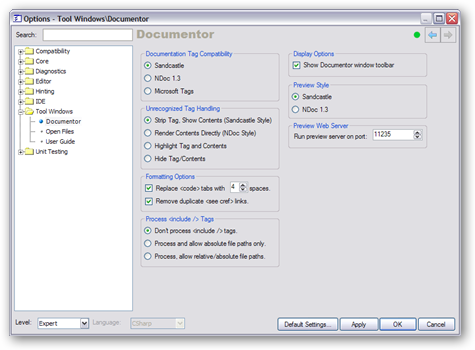 Options - Tool Windows\Documentor
Search:
Documentor
Compatibility
Core
Diagnostics
Editor
Hinting
IDE
Tool Windows
Documentor
Open Files
User Guide
Unit Testing
Documentation Tag Compatibility
Sandcastle
NDoc 1.3
Microsoft Tags
Unrecognized Tag Handling
Strip Tag, Show Contents (Sandcastle Style)
Render Contents Directly (NDoc Style)
Highlight Tag and Contents
Hide Tag/Contents
Formatting Options
Replace <code> tabs with 4 spaces.
Remove duplicate <see cref> links.
Process <include /> Tags
Don't process <include /> tags.
Process and allow absolute file paths only.
Process, allow relative/absolute file paths.
Display Options
Show Documentor window toolbar
Preview Style
Sandcastle
NDoc 1.3
Preview Web Server
Run preview server on port: 11235
Level: Expert Language: CSharp
Default Settings... Apply OK Cancel